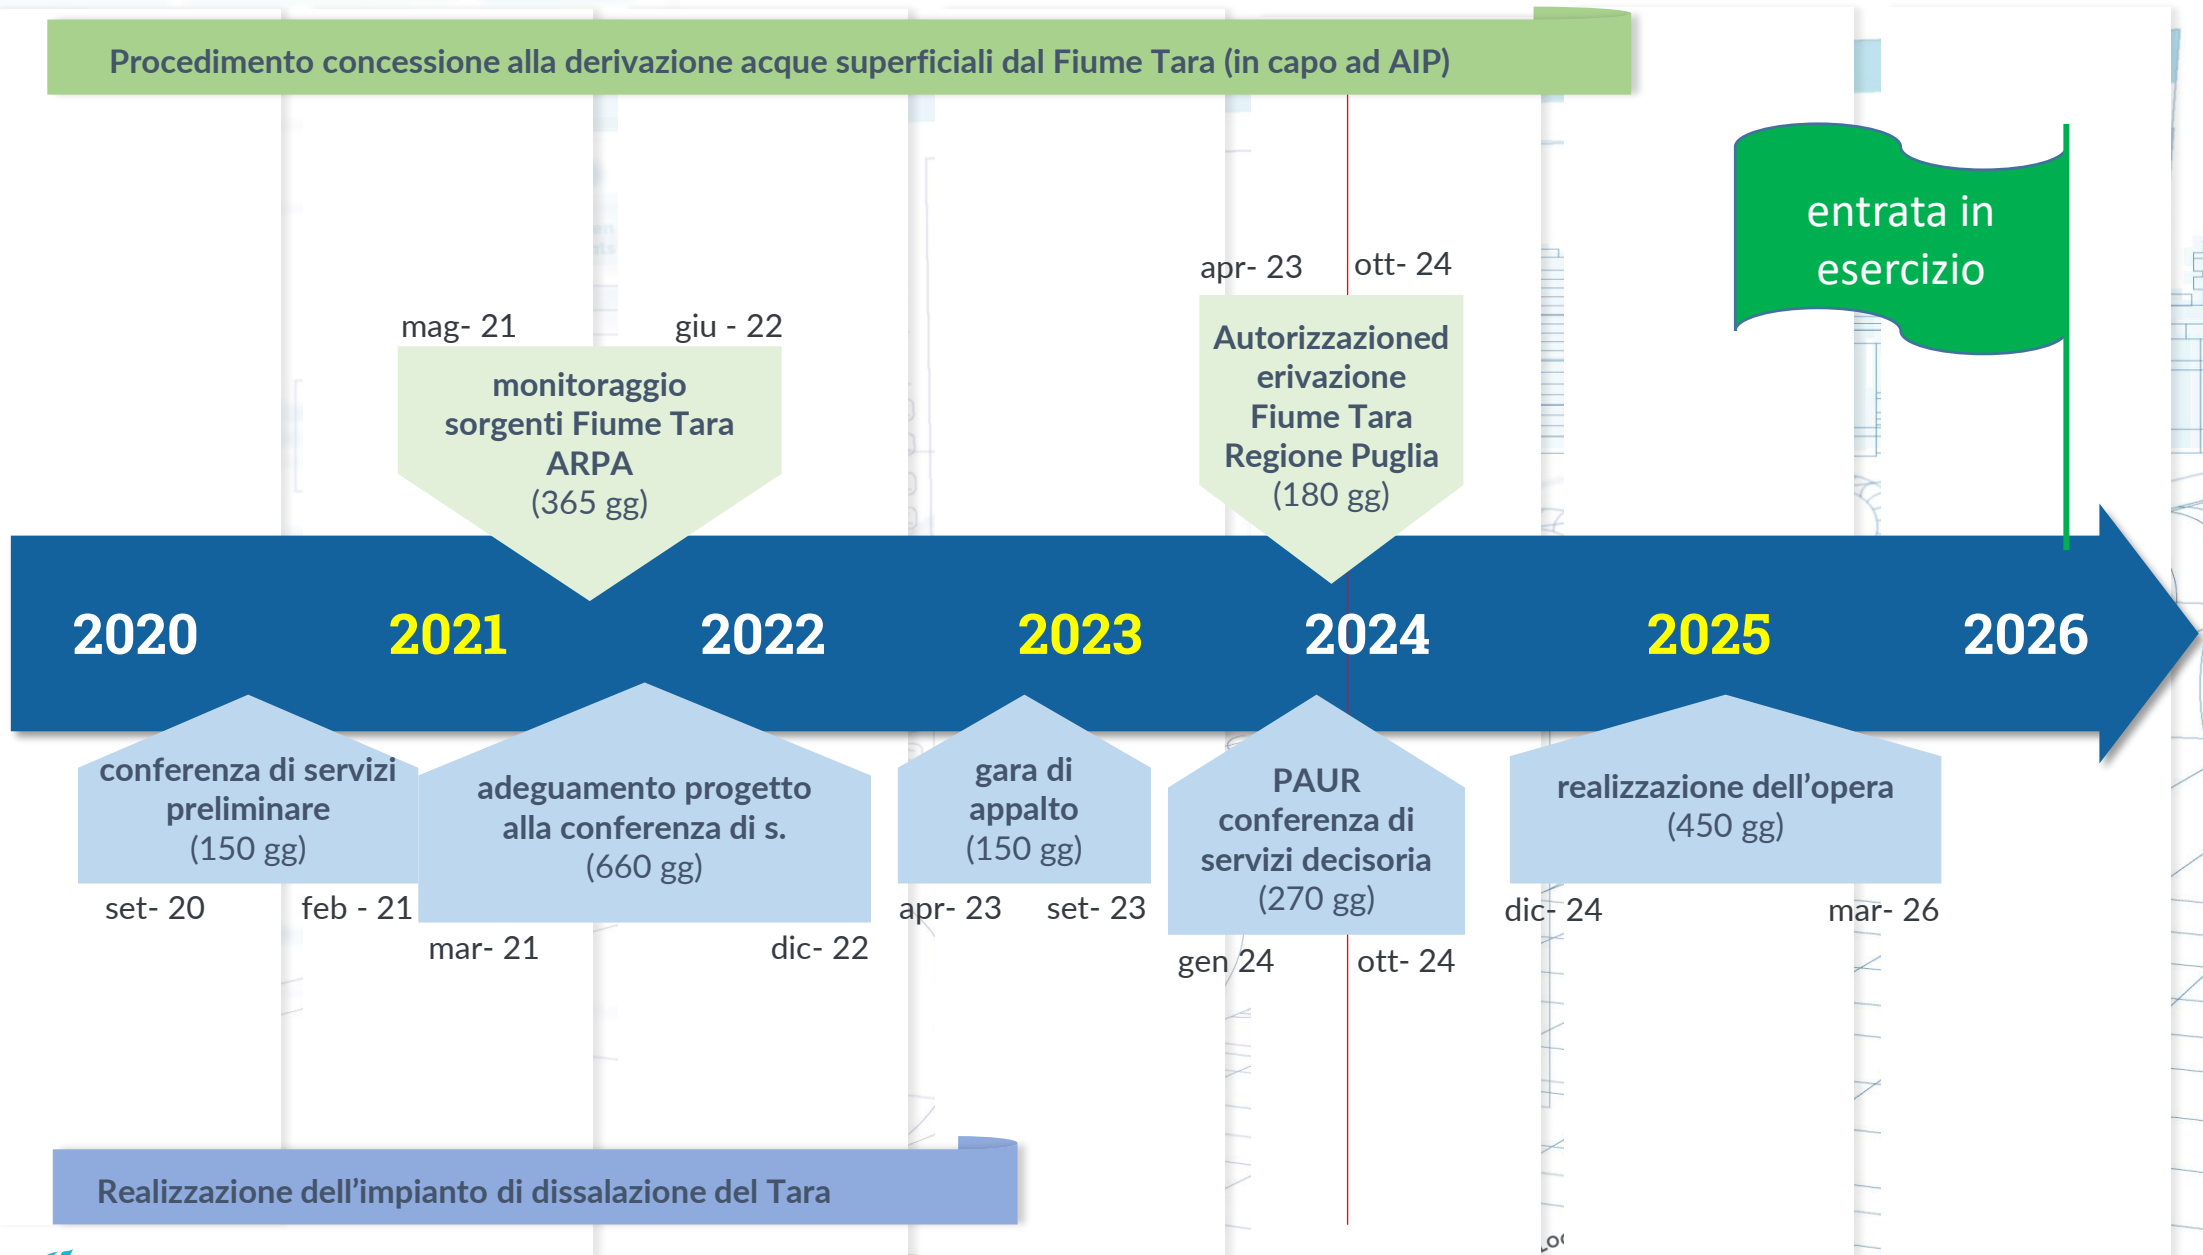 Procedimento concessione alla derivazione acque superficiali dal Fiume Tara (in capo ad AIP)
entrata in
esercizio
apr- 23
ott- 24
mag- 21
giu - 22
Autorizzazioned
erivazione
Fiume Tara
Regione Puglia
(180 gg)
monitoraggio
sorgenti Fiume Tara
ARPA
(365 gg)
2020
2021
2022
2023
2024
2025
2026
conferenza di servizi
preliminare
(150 gg)
set- 20
feb - 21
adeguamento progetto
alla conferenza di s.
(660 gg)
mar- 21
dic- 22
gara di
appalto
(150 gg)
apr- 23
set- 23
PAUR
conferenza di
servizi decisoria
(270 gg)
gen 24
ott- 24
realizzazione dell’opera
(450 gg)
dic- 24
mar- 26
Realizzazione dell’impianto di dissalazione del Tara